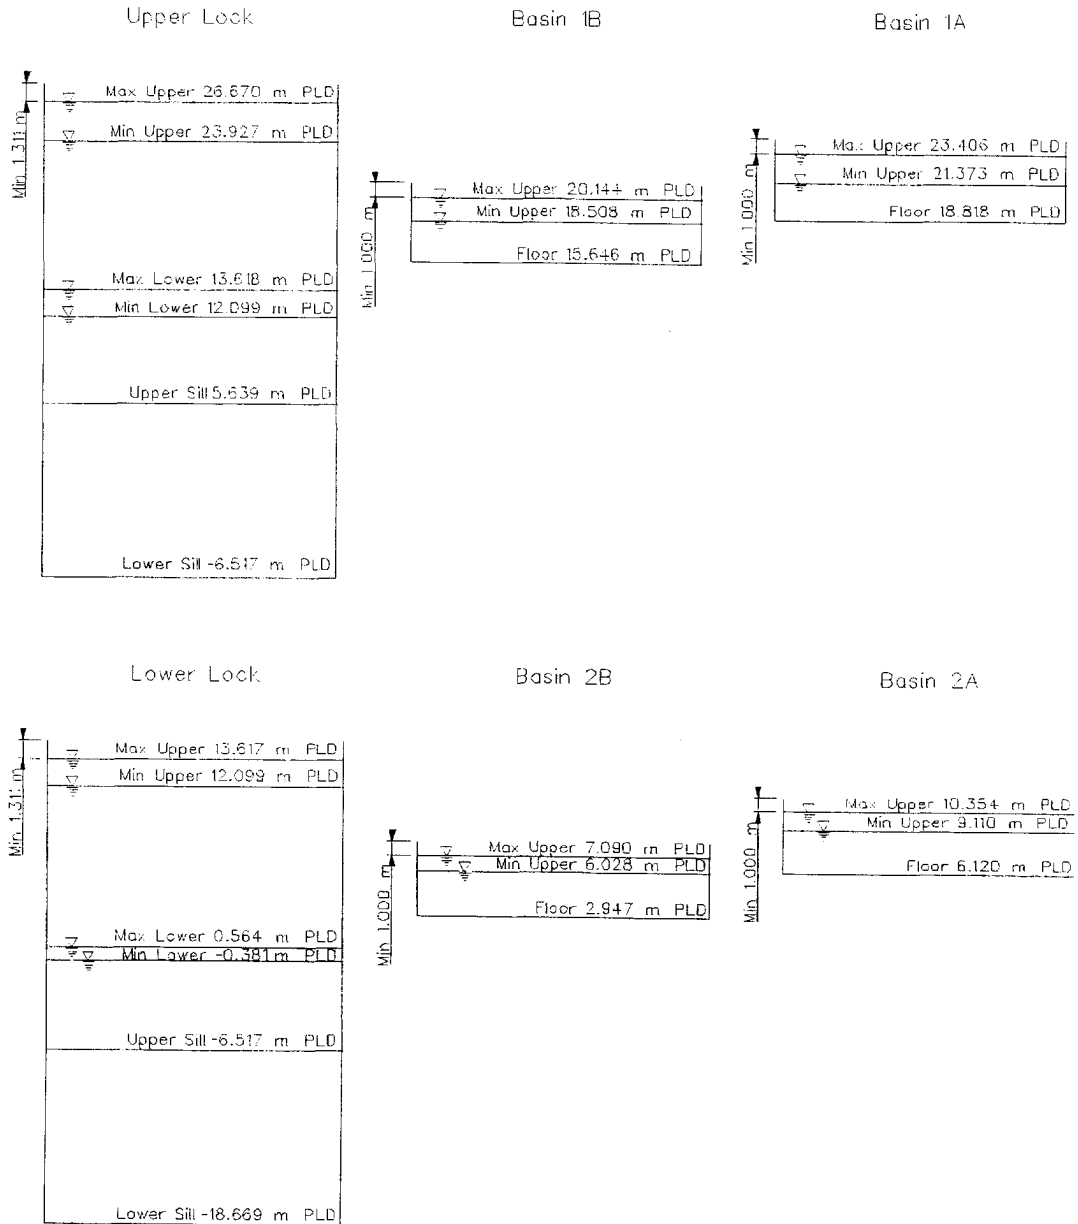 Upper Lock
Max Upper 26.670 m PLD
Min Upper 23.927 m PLD
Min 1.311 m
Max Lower 13.618 m PLD
Min Lower 12.099 m PLD
Upper Sill 5.639 m PLD
Lower Sill -6.517 m PLD
Basin 1B
Max Upper 20.144 m PLD
Min Upper 18.508 m PLD
Floor 15.646 m PLD
Min 1.000 m
Basin 1A
Max Upper 23.406 m PLD
Min Upper 21.373 m PLD
Floor 18.818 m PLD
Min 1.000 m
Lower Lock
Max Upper 13.617 m PLD
Min Upper 12.099 m PLD
Min 1.311 m
Max Lower 0.564 m PLD
Min Lower -0.381 m PLD
Upper Sill -6.517 m PLD
Lower Sill -18.669 m PLD
Basin 2B
Max Upper 7.090 m PLD
Min Upper 6.028 m PLD
Floor 2.947 m PLD
Min 1.000 m
Basin 2A
Max Upper 10.354 m PLD
Min Upper 9.110 m PLD
Floor 6.120 m PLD
Min 1.000 m